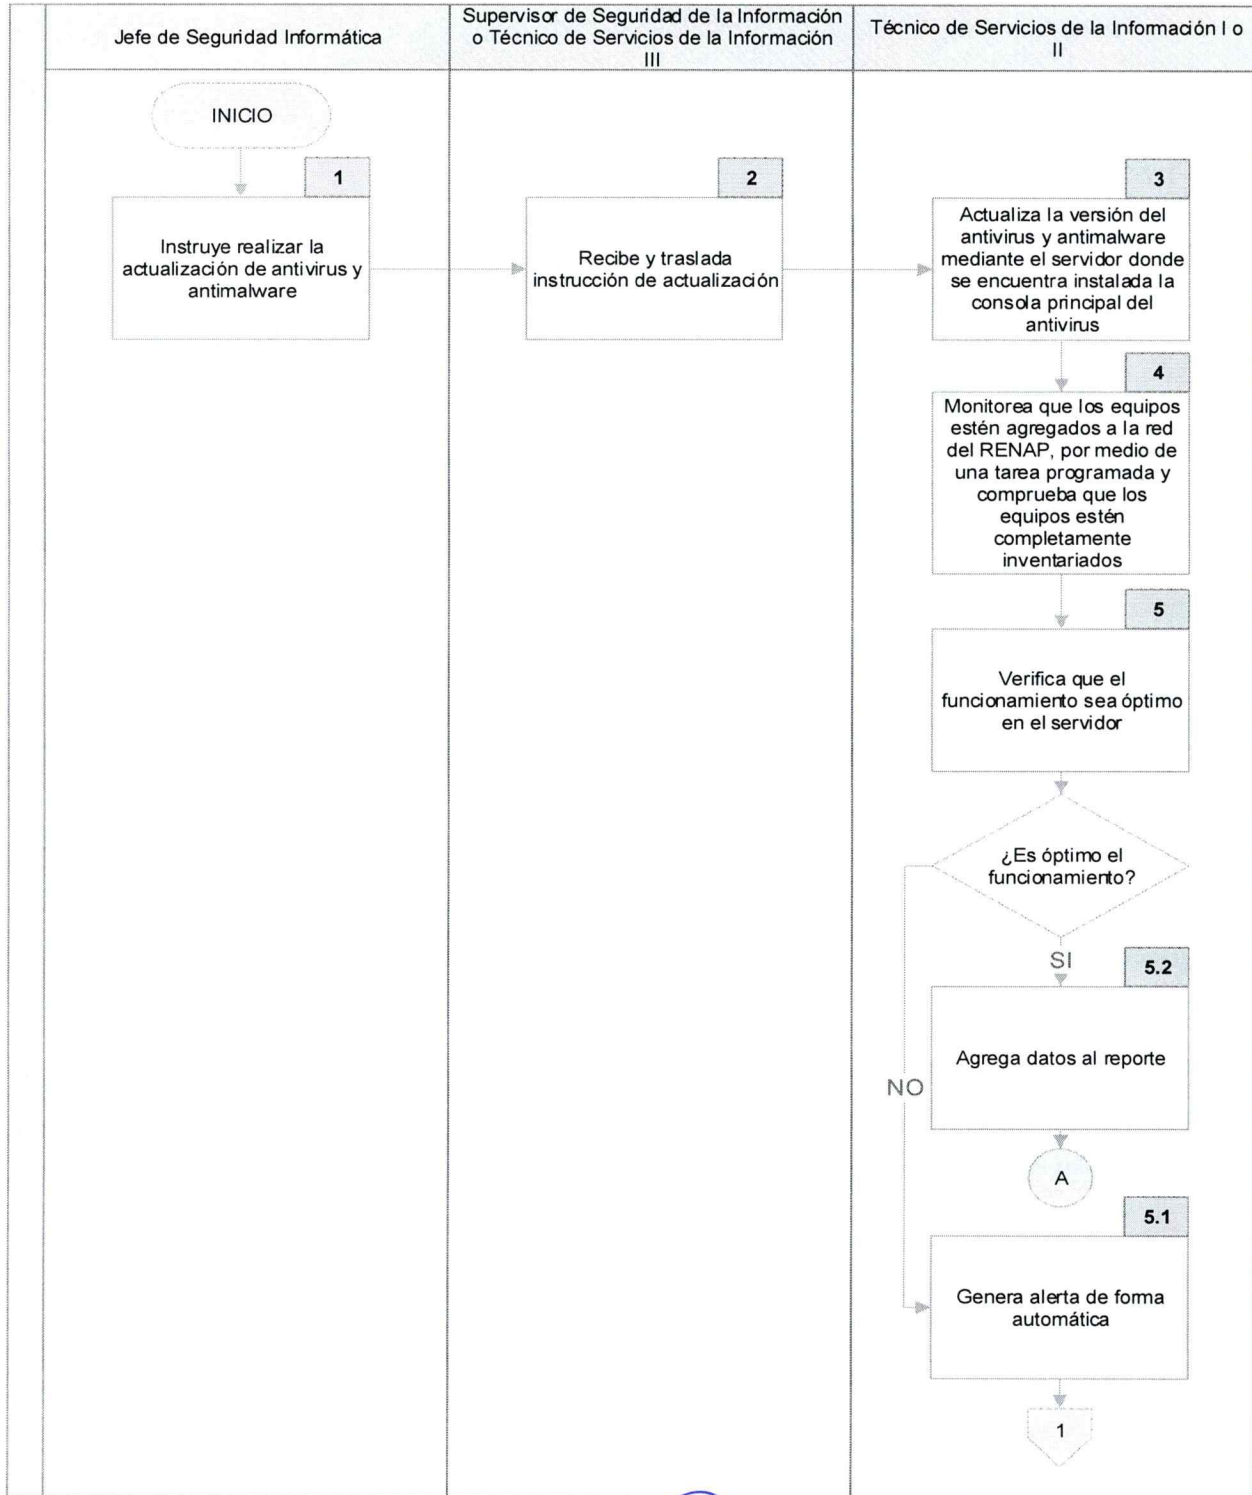 Jefe de Seguridad Informática
Supervisor de Seguridad de la Información
o Técnico de Servicios de la Información
III
Técnico de Servicios de la Información I o
II
INICIO
1
Instruye realizar la
actualización de antivirus y
antimalware
2
Recibe y traslada
instrucción de actualización
3
Actualiza la versión del
antivirus y antimalware
mediante el servidor donde
se encuentra instalada la
consola principal del
antivirus
4
Monitorea que los equipos
estén agregados a la red
del RENAP, por medio de
una tarea programada y
comprueba que los
equipos estén
completamente
inventariados
5
Verifica que el
funcionamiento sea óptimo
en el servidor
¿Es óptimo el
funcionamiento?
SI
5.2
Agrega datos al reporte
NO
A
5.1
Genera alerta de forma
automática
1